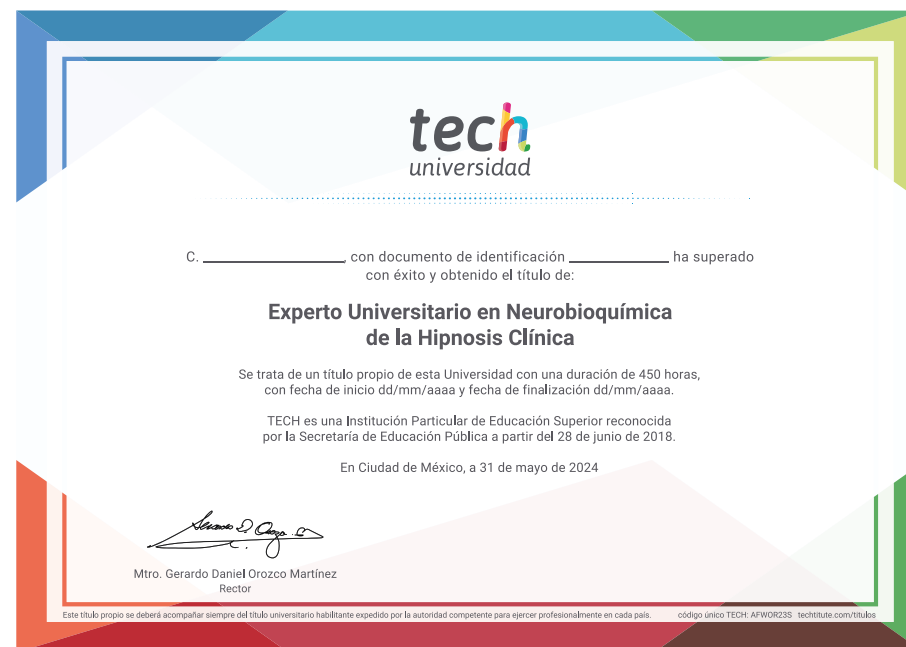 tech
universidad
C. ____________, con documento de identificación ____________ ha superado
con éxito y obtenido el título de:
Experto Universitario en Neurobioquímica
de la Hipnosis Clínica
Se trata de un título propio de esta Universidad con una duración de 450 horas,
con fecha de inicio dd/mm/aaaa y fecha de finalización dd/mm/aaaa.
TECH es una Institución Particular de Educación Superior reconocida
por la Secretaría de Educación Pública a partir del 28 de junio de 2018.
En Ciudad de México, a 31 de mayo de 2024
Mtro. Gerardo Daniel Orozco Martínez
Rector
Este título propio se deberá acompañar siempre del título universitario habilitante expedido por la autoridad competente para ejercer profesionalmente en cada país. código único TECH: AFWOR23S techtitute.com/titulos